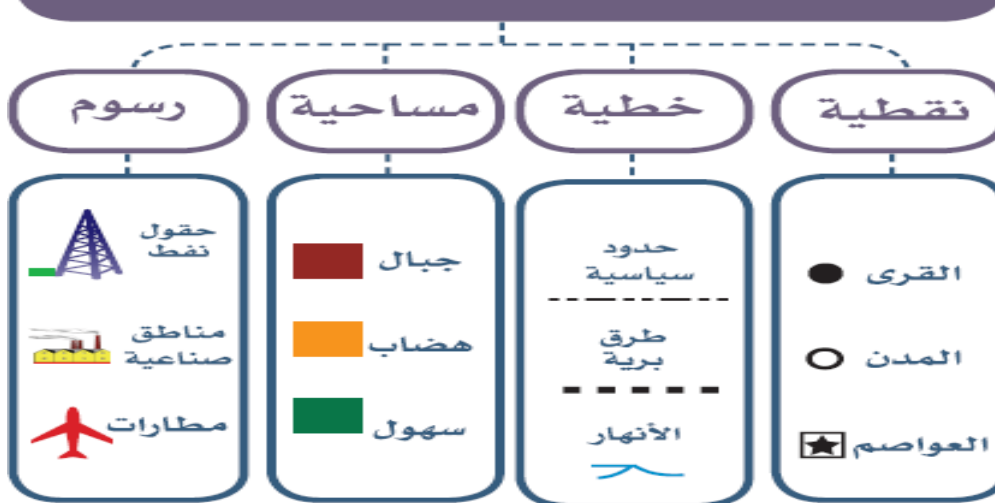 نقطية
القرى
المدن
العواصم
خطية
حدود
سياسية
طرق
برية
الأنهار
مساحية
جبال
هضاب
سهول
رسوم
حقول
نفط
مناطق
صناعية
مطارات